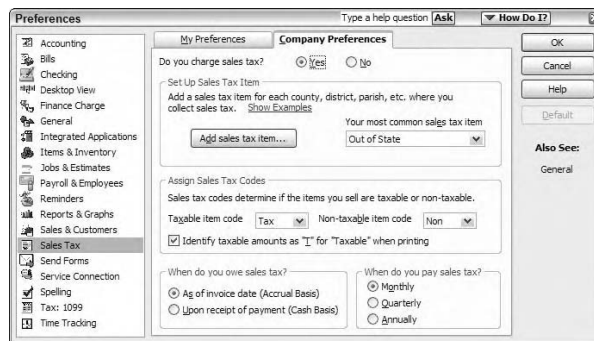 Preferences
Type a help question Ask How Do I?
Accounting
Bills
Checking
Desktop View
Finance Charge
General
Integrated Applications
Items & Inventory
Jobs & Estimates
Payroll & Employees
Reminders
Reports & Graphs
Sales & Customers
Sales Tax
Send Forms
Service Connection
Spelling
Tax: 1099
Time Tracking
My Preferences
Company Preferences
Do you charge sales tax? Yes No
Set Up Sales Tax Item
Add a sales tax item for each county, district, parish, etc. where you
collect sales tax. Show Examples
Your most common sales tax item
Add sales tax item...
Out of State
Assign Sales Tax Codes
Sales tax codes determine if the items you sell are taxable or non-taxable.
Taxable item code Tax Non-taxable item code Non
Identify taxable amounts as "T" for "Taxable" when printing
When do you owe sales tax?
As of invoice date (Accrual Basis)
Upon receipt of payment (Cash Basis)
When do you pay sales tax?
Monthly
Quarterly
Annually
OK
Cancel
Help
Default
Also See:
General